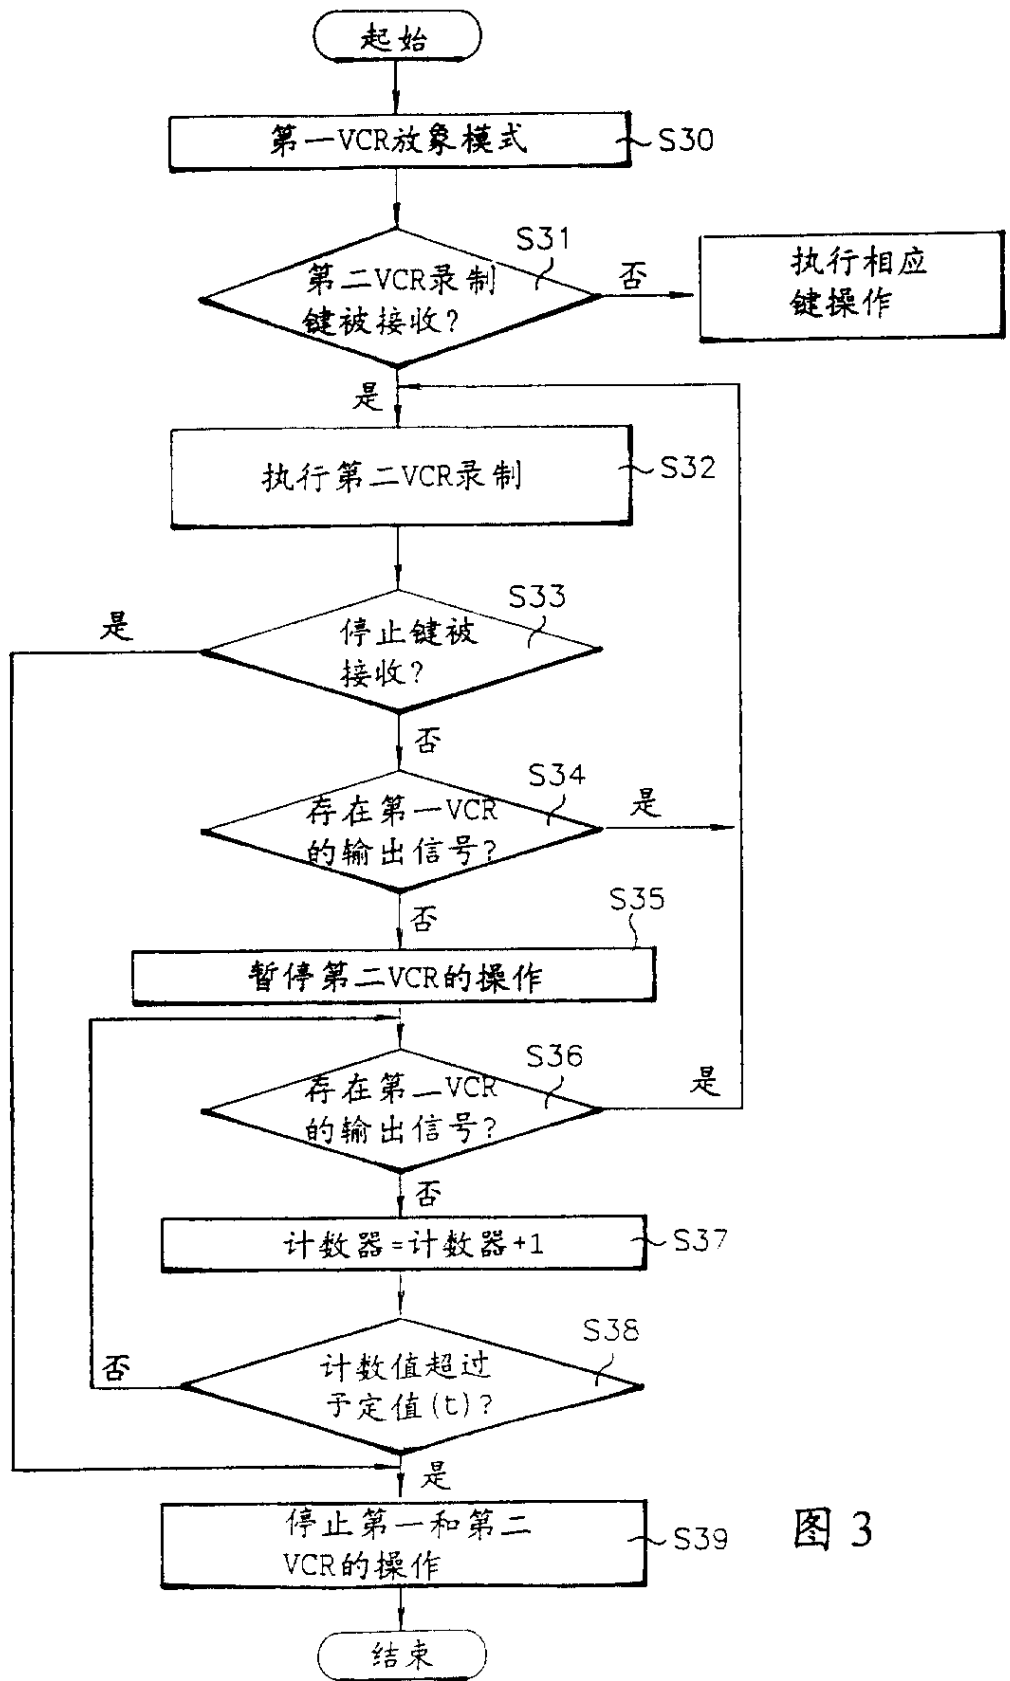 起始
第一VCR放象模式
S30
S31
第二VCR录制
键被接收?
否
执行相应
键操作
是
执行第二VCR录制
S32
S33
是
停止键被
接收?
否
S34
存在第一VCR
的输出信号?
是
否
S35
暂停第二VCR的操作
S36
存在第二VCR
的输出信号?
是
否
计数器=计数器+1
S37
S38
计数值超过
予定值(t)?
否
是
停止第一和第二
VCR的操作
S39
图3
结束